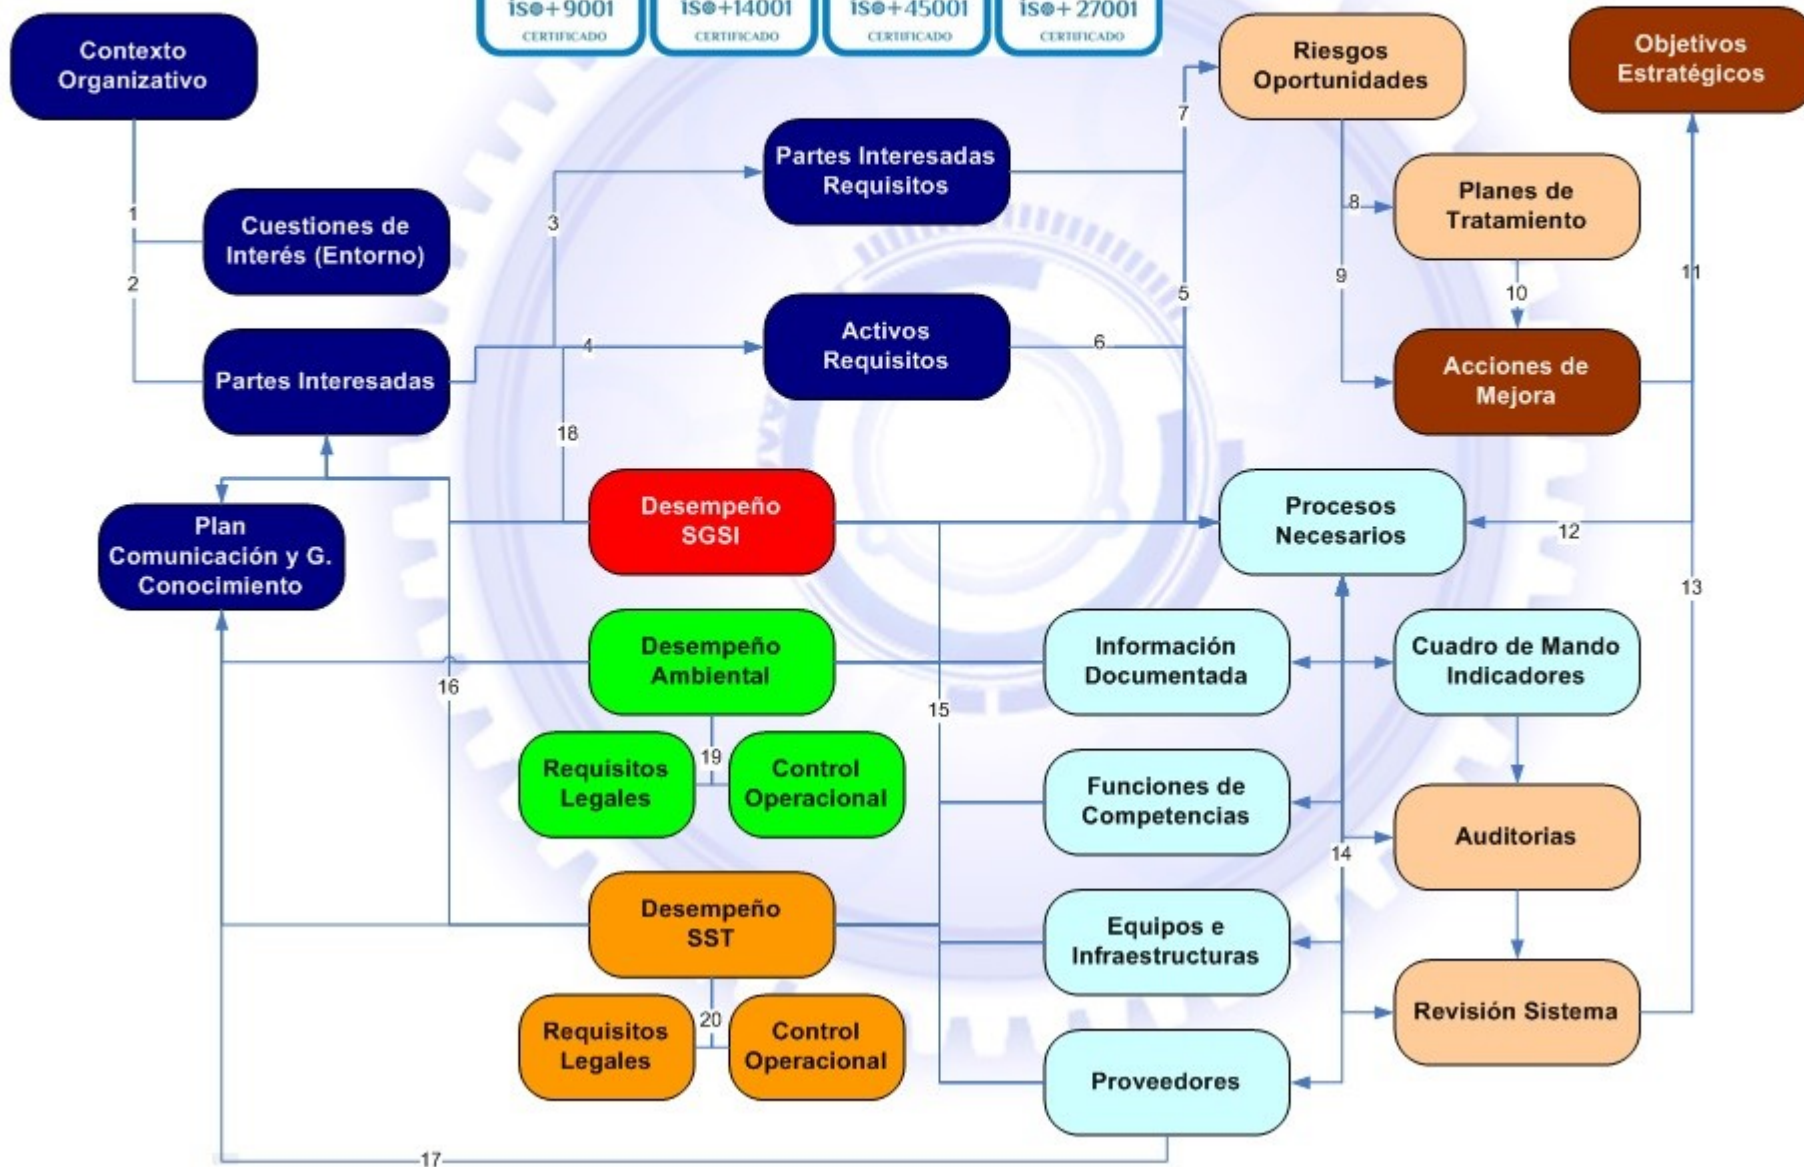 iso+9001
CERTIFICADO
iso+14001
CERTIFICADO
iso+45001
CERTIFICADO
iso+27001
CERTIFICADO
Contexto
Organizativo
Riesgos
Oportunidades
Objetivos
Estratégicos
7
11
Partes Interesadas
Requisitos
Planes de
Tratamiento
1
Cuestiones de
Interés (Entorno)
3
8
2
9
5
10
Partes Interesadas
4
Activos
Requisitos
6
Acciones de
Mejora
18
Plan
Comunicación y G.
Conocimiento
Desempeño
SGSI
Procesos
Necesarios
12
13
Desempeño
Ambiental
Información
Documentada
Cuadro de Mando
Indicadores
16
15
19
Requisitos
Legales
Control
Operacional
Funciones de
Competencias
Auditorias
14
Desempeño
SST
Equipos e
Infraestructuras
Revisión Sistema
20
Requisitos
Legales
Control
Operacional
Proveedores
17